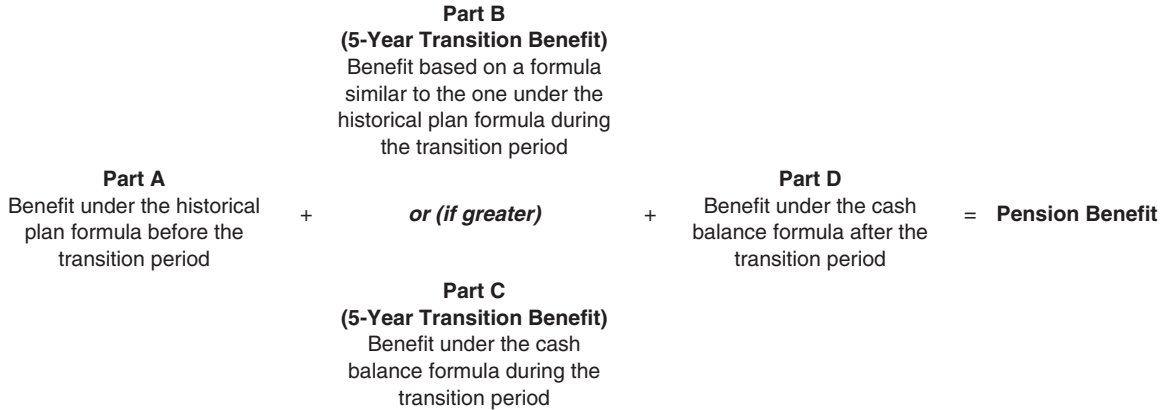 Part B
(5-Year Transition Benefit)
Benefit based on a formula
similar to the one under the
historical plan formula during
the transition period
Part A
Benefit under the historical
plan formula before the
transition period
+
or (if greater)
+
Part D
Benefit under the cash
balance formula after the
transition period
= Pension Benefit
Part C
(5-Year Transition Benefit)
Benefit under the cash
balance formula during the
transition period